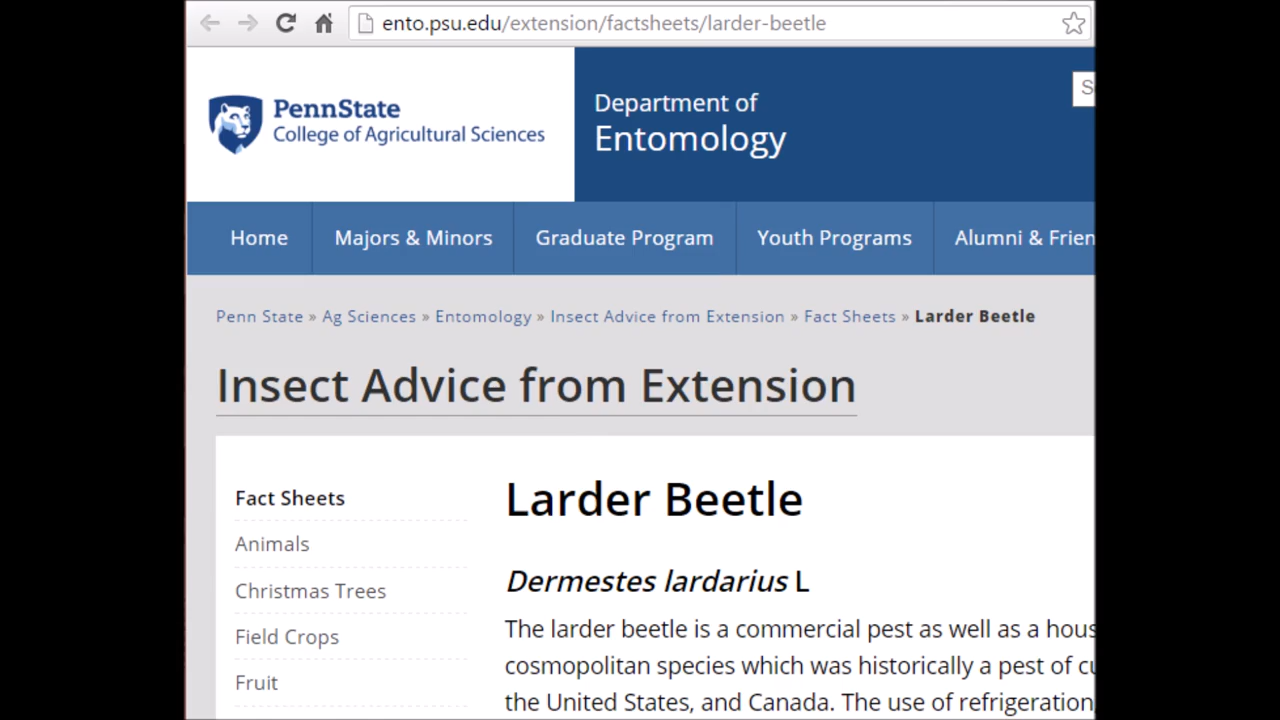 ento.psu.edu/extension/factsheets/larder-beetle
PennState
College of Agricultural Sciences
Department of
Entomology
Home Majors & Minors Graduate Program Youth Programs Alumni &
Penn State » Ag Sciences » Entomology » Insect Advice from Extension » Fact Sheets » Larder Beetle
Insect Advice from Extension
Fact Sheets
Animals
Christmas Trees
Field Crops
Fruit
Larder Beetle
Dermestes lardarius L
The larder beetle is a commercial pest as well as a
cosmopolitan species which was historically a pest of
the United States, and Canada. The use of refrigeration